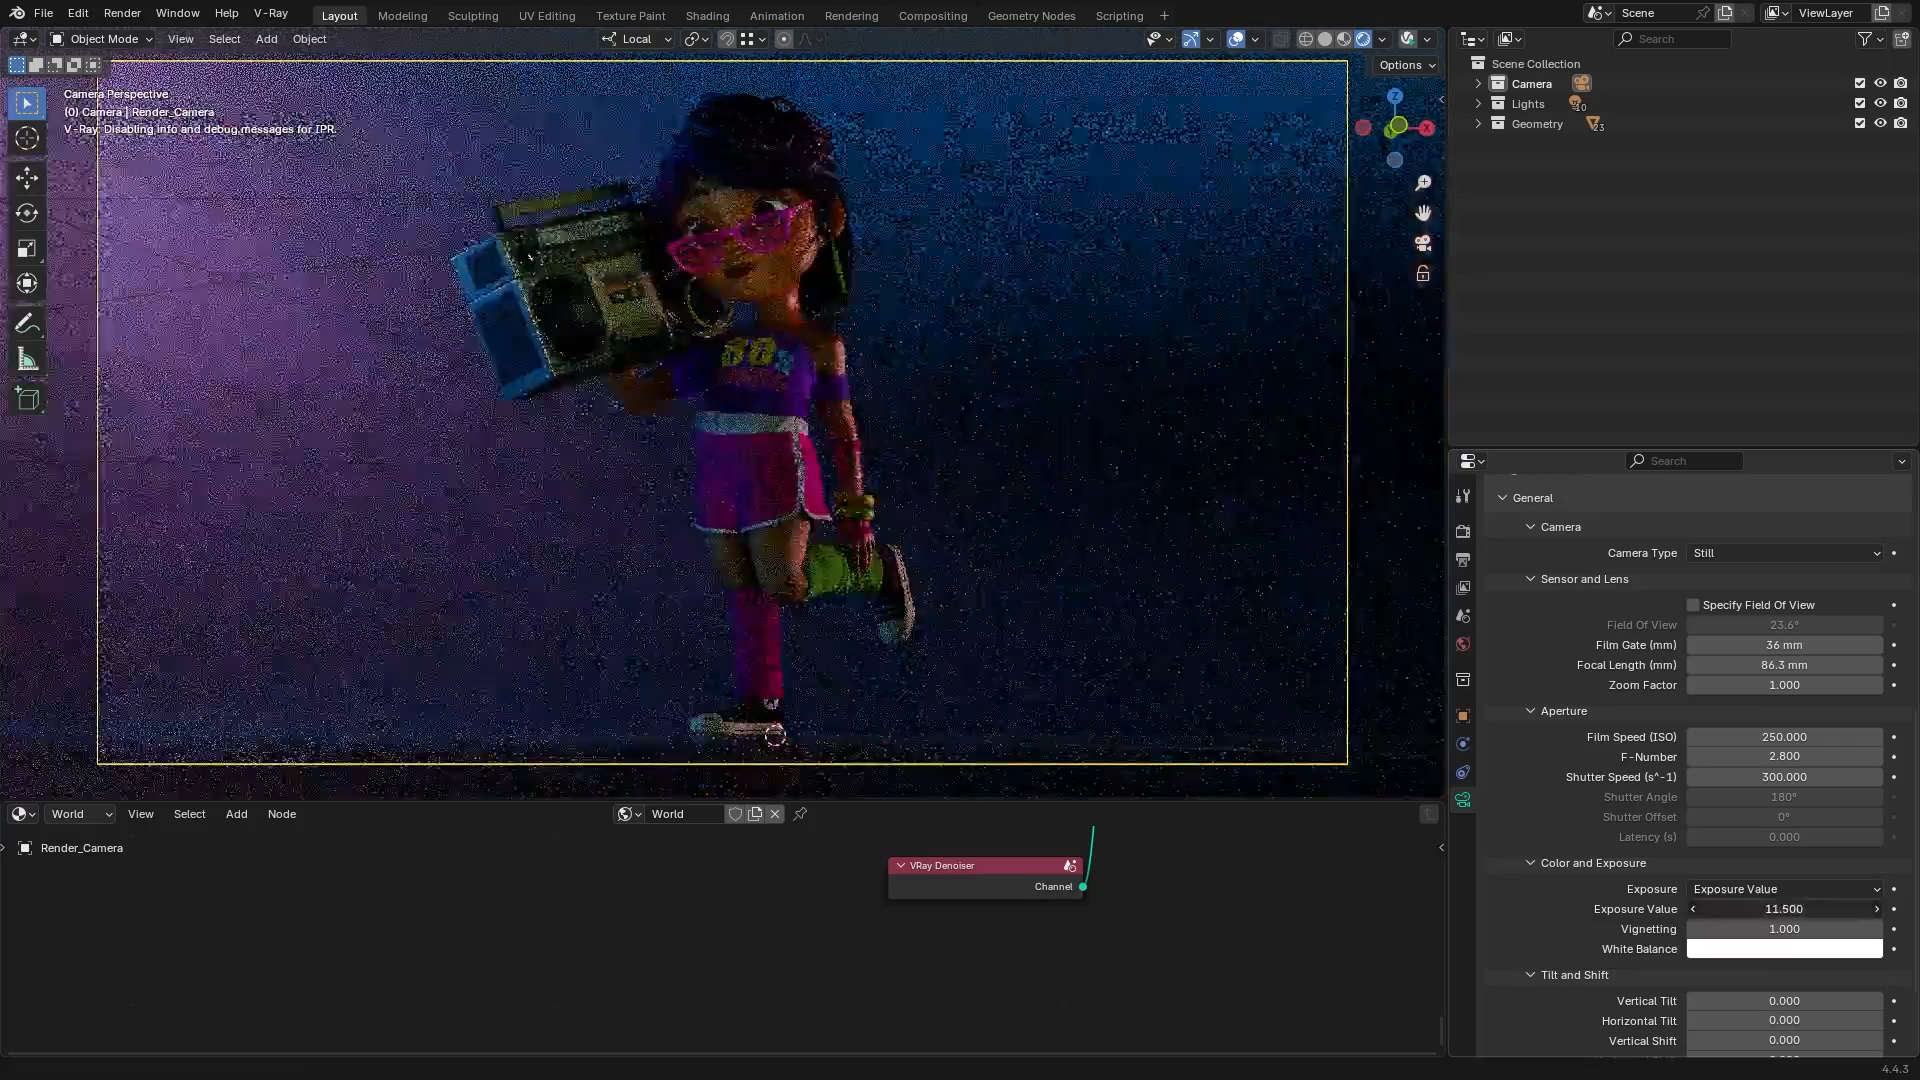 File Edit Render Window Help V-Ray
Layout Modeling Sculpting UV Editing Texture Paint Shading Animation Rendering Compositing Geometry Nodes Scripting +
Scene
ViewLayer
Object Mode View Select Add Object
Local
Options
Camera Perspective
(0) Camera | Render_Camera
V-Ray: Disabling info and debug messages for IPR.
Z
X
Search
Scene Collection
Camera
Lights 10
Geometry 23
Search
General
Camera
Camera Type Still
Sensor and Lens
Specify Field Of View
Field Of View 23.6°
Film Gate (mm) 36 mm
Focal Length (mm) 86.3 mm
Zoom Factor 1.000
Aperture
Film Speed (ISO) 250.000
F-Number 2.800
Shutter Speed (s^-1) 300.000
Shutter Angle 180°
Shutter Offset 0°
Latency (s) 0.000
Color and Exposure
Exposure Exposure Value
Exposure Value 11.500
Vignetting 1.000
White Balance
Tilt and Shift
Vertical Tilt 0.000
Horizontal Tilt 0.000
Vertical Shift 0.000
World View Select Add Node
World
Render_Camera
VRay Denoiser
Channel
4.4.3